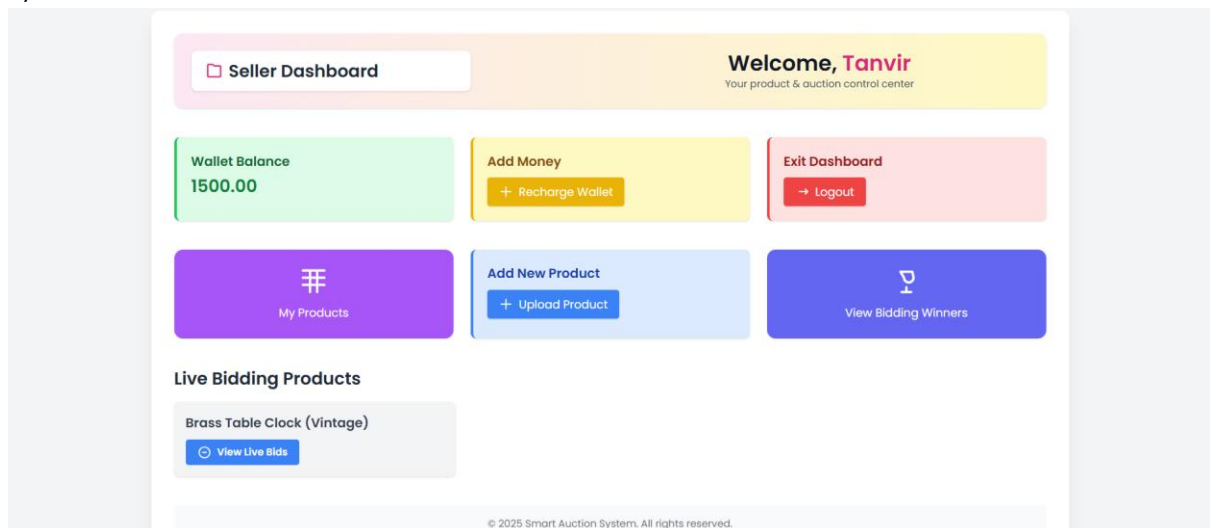 Seller Dashboard
Welcome, Tanvir
Your product & auction control center
Wallet Balance
1500.00
Add Money
+ Recharge Wallet
Exit Dashboard
→ Logout
My Products
Add New Product
+ Upload Product
View Bidding Winners
Live Bidding Products
Brass Table Clock (Vintage)
View Live Bids
© 2025 Smart Auction System. All rights reserved.